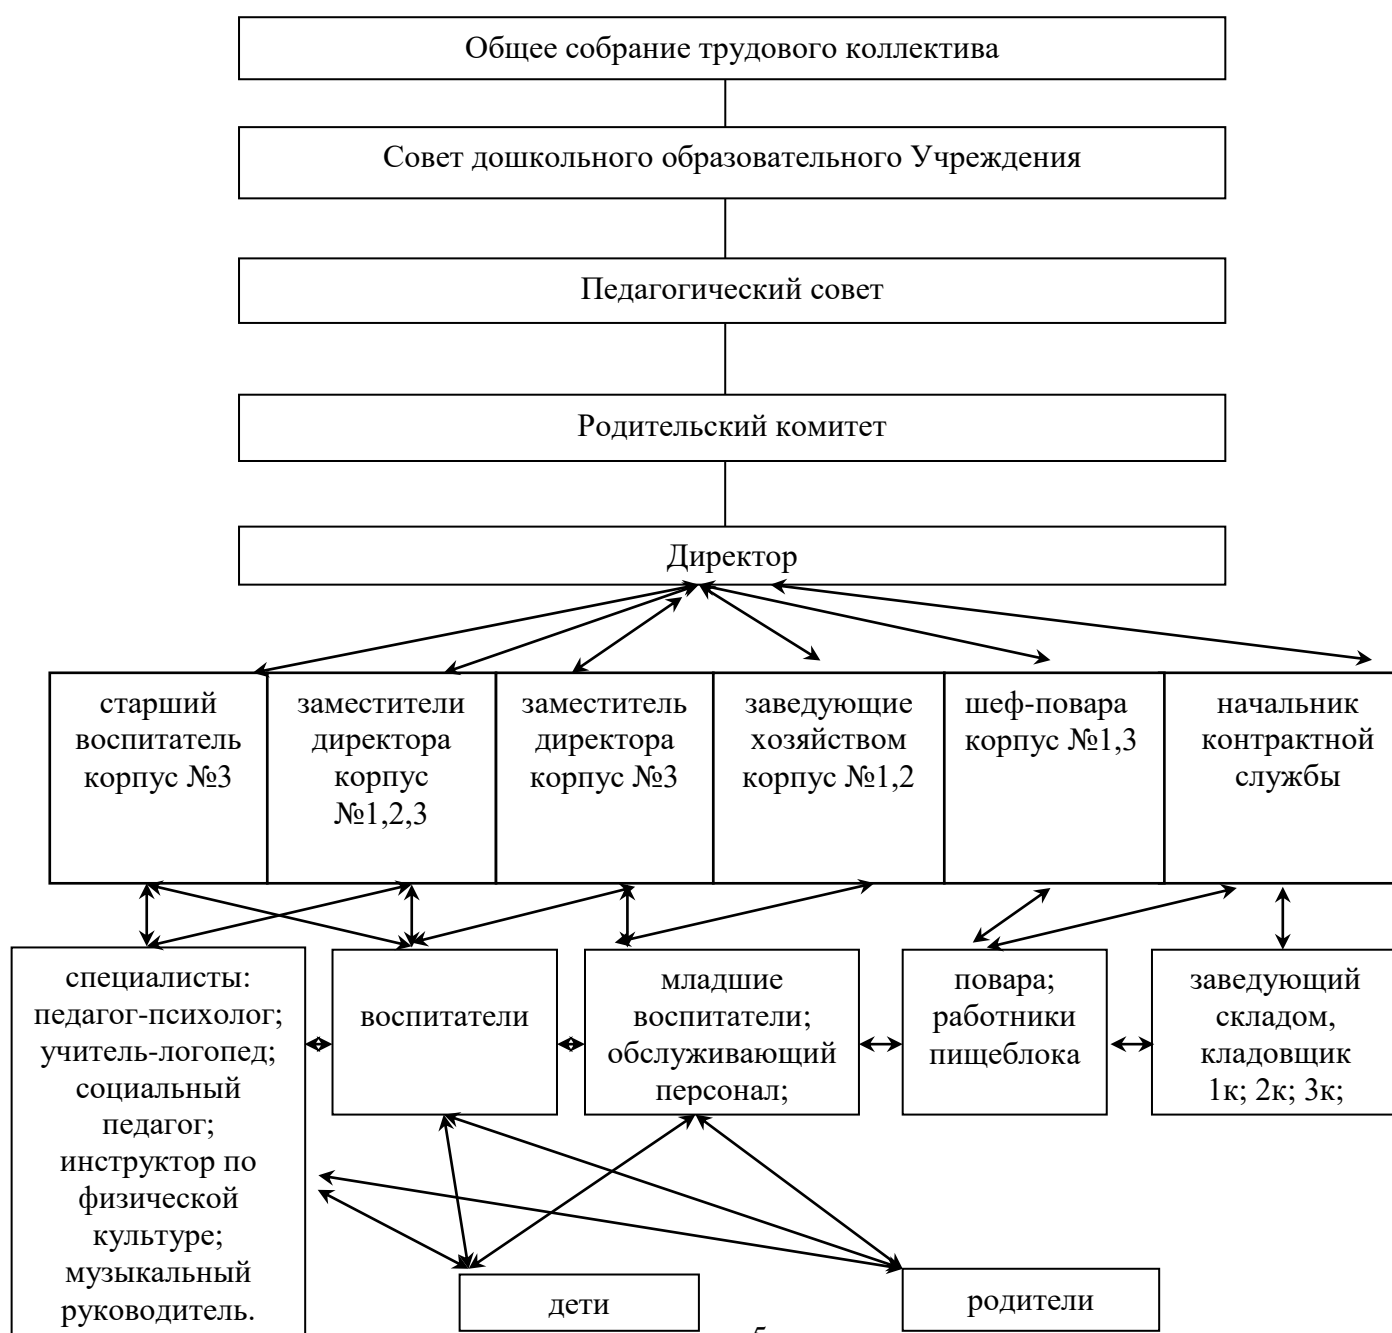 Общее собрание трудового коллектива
Совет дошкольного образовательного Учреждения
Педагогический совет
Родительский комитет
Директор
старший
воспитатель
корпус №3
заместители
директора
корпус
№1,2,3
заместитель
директора
корпус №3
заведующие
хозяйством
корпус №1,2
шеф-повара
корпус №1,3
начальник
контрактной
службы
специалисты:
педагог-психолог;
учитель-логопед;
социальный
педагог;
инструктор по
физической
культуре;
музыкальный
руководитель.
воспитатели
младшие
воспитатели;
обслуживающий
персонал;
повара;
работники
пищеблока
заведующий
складом,
кладовщик
1к; 2к; 3к;
дети
родители